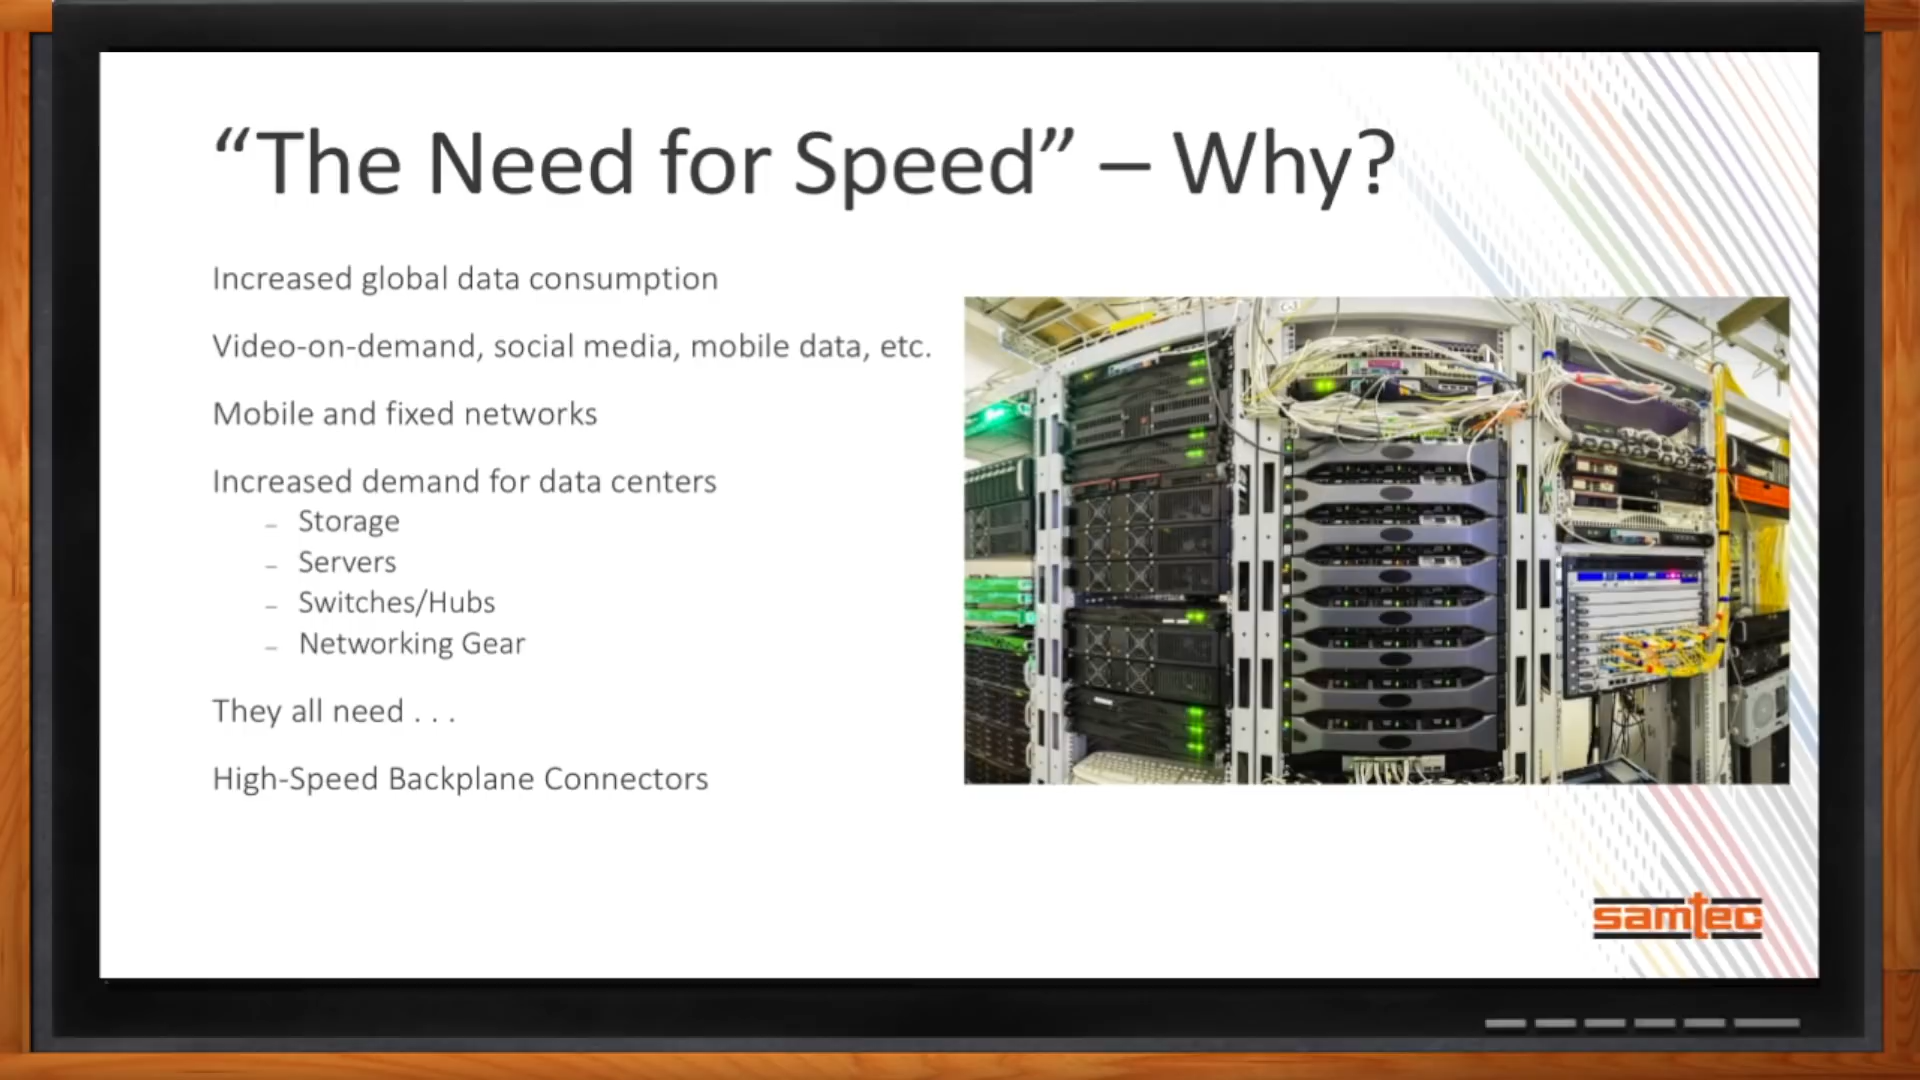 “The Need for Speed” – Why?
Increased global data consumption
Video-on-demand, social media, mobile data, etc.
Mobile and fixed networks
Increased demand for data centers
– Storage
– Servers
– Switches/Hubs
– Networking Gear
They all need . . .
High-Speed Backplane Connectors
samtec